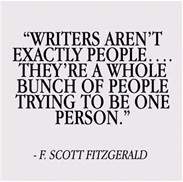 “WRITERS AREN’T
EXACTLY PEOPLE....
THEY’RE A WHOLE
BUNCH OF PEOPLE
TRYING TO BE ONE
PERSON.”
- F. SCOTT FITZGERALD